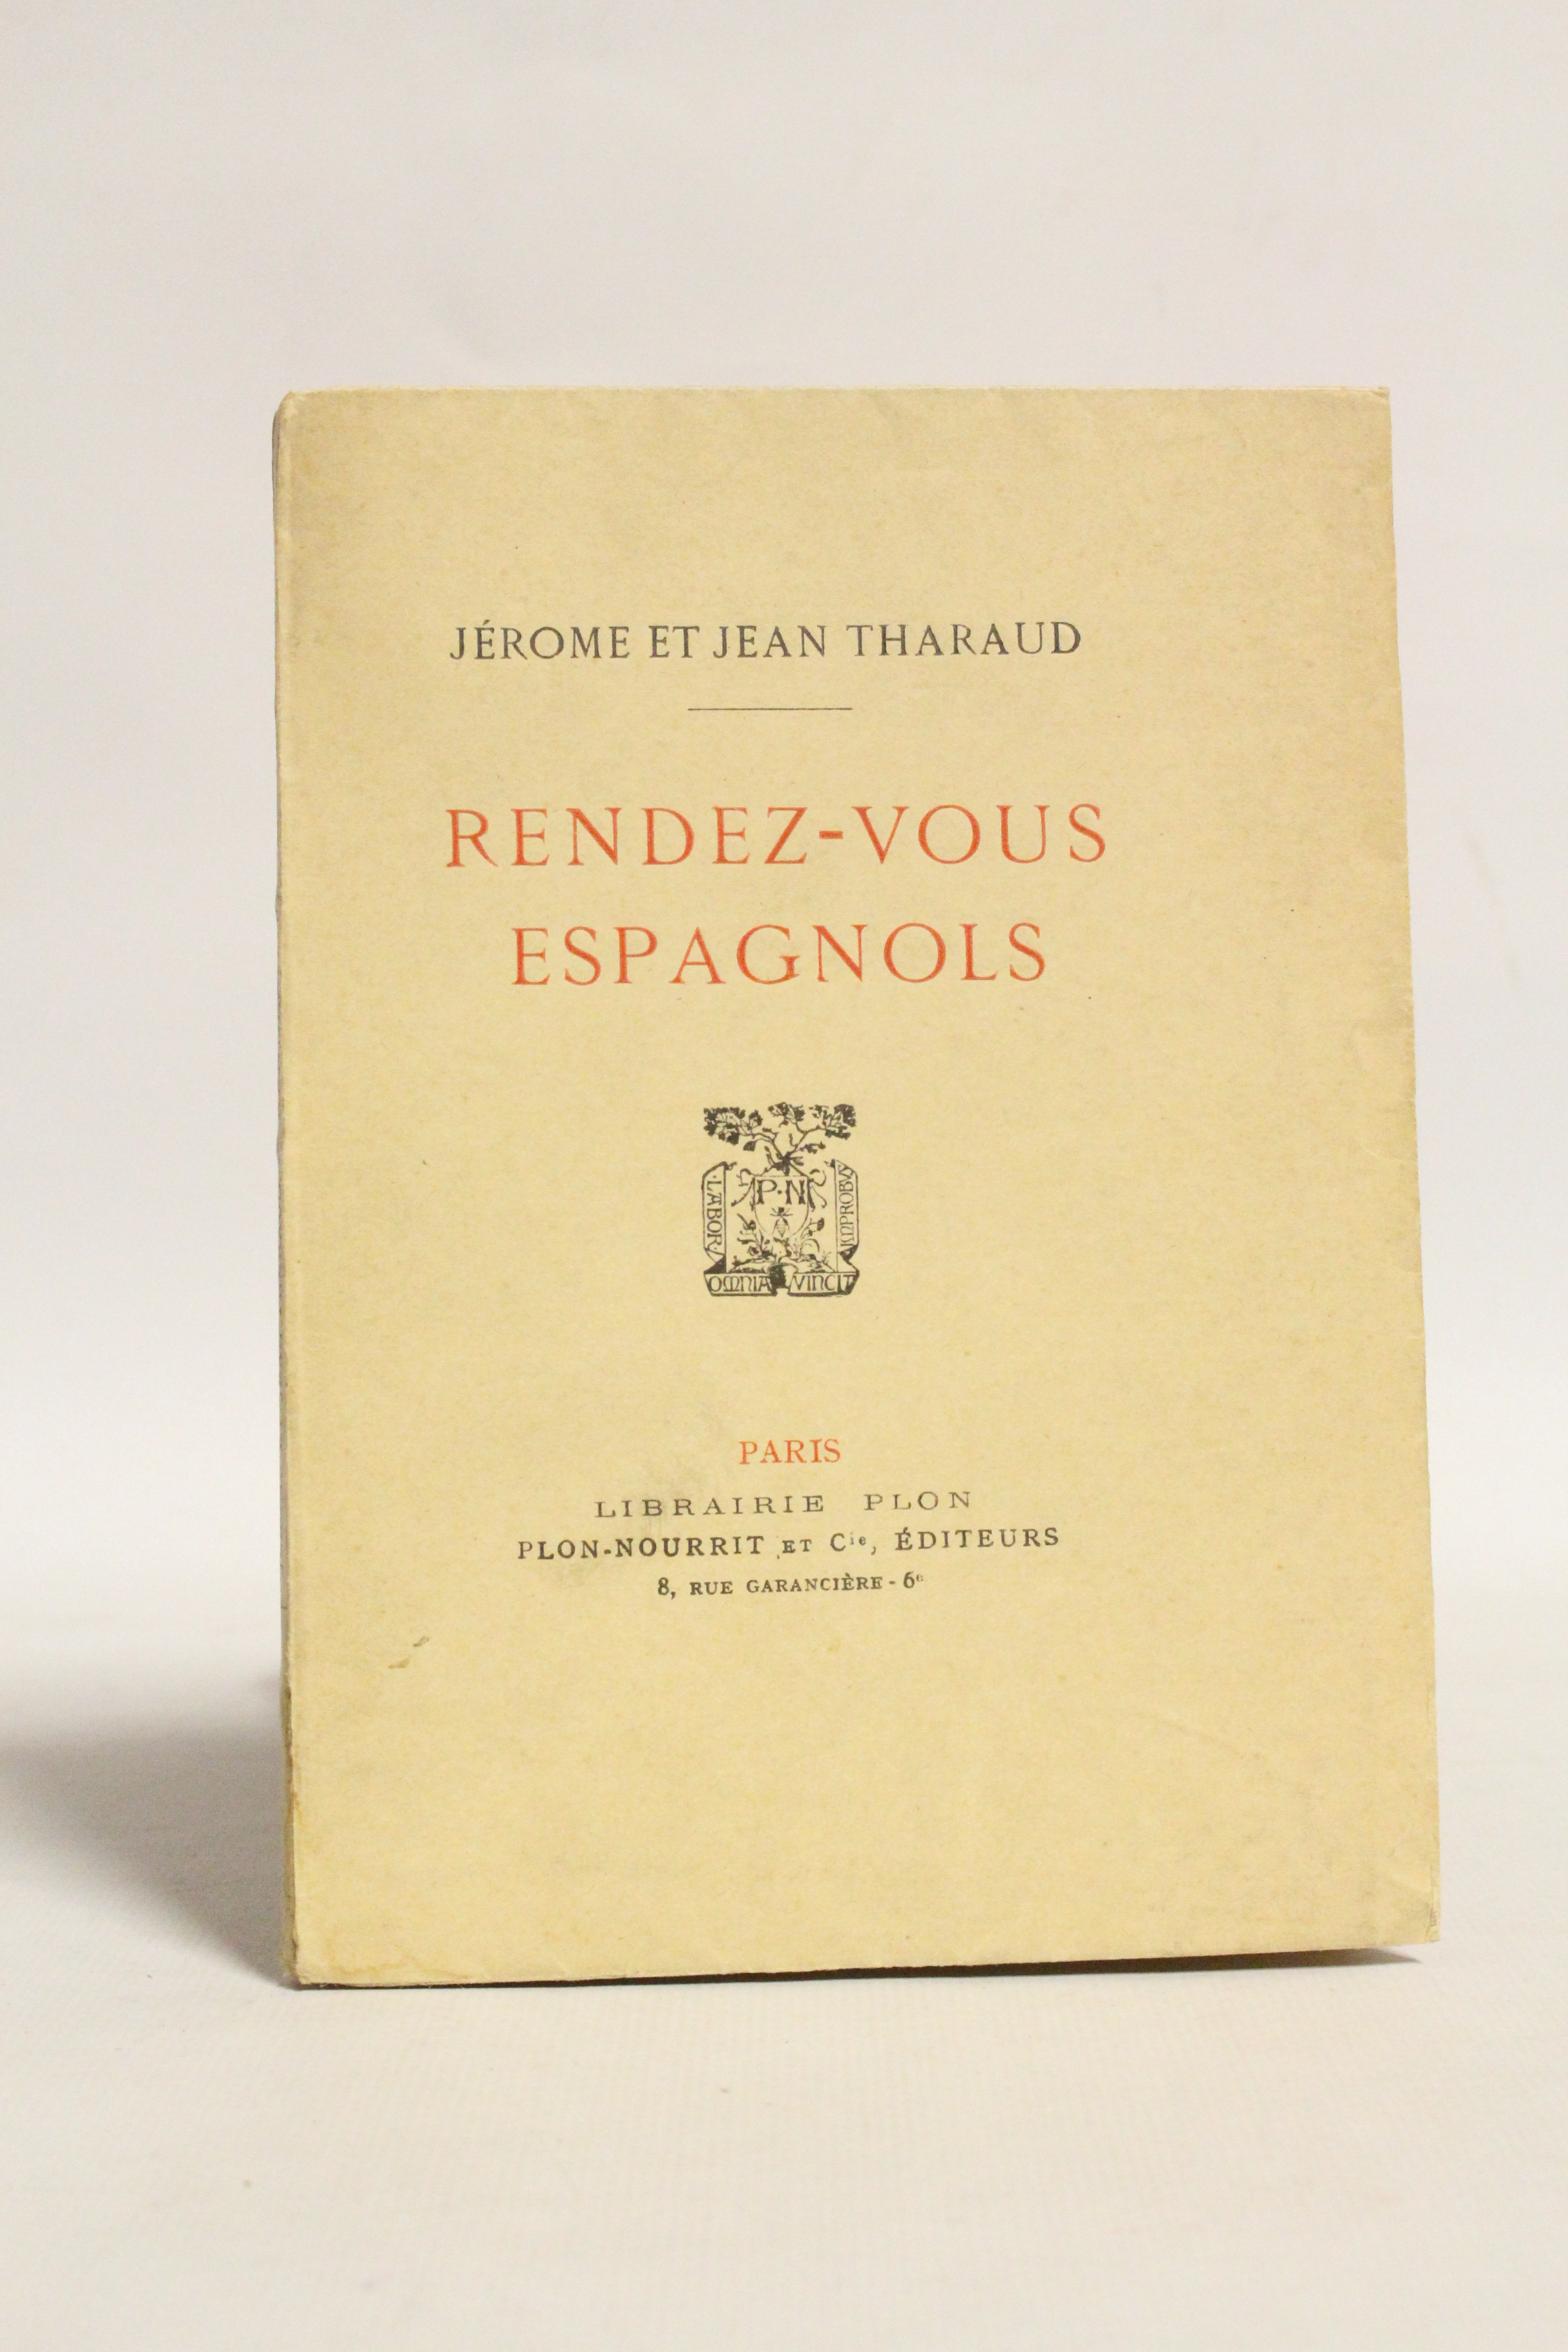 JÉROME ET JEAN THARAUD
RENDEZ-VOUS
ESPAGNOLS
P·N
LABOR
IMPROBVS
OMNIA VINCIT
PARIS
LIBRAIRIE PLON
PLON-NOURRIT ET Cie, ÉDITEURS
8, RUE GARANCIÈRE - 6e